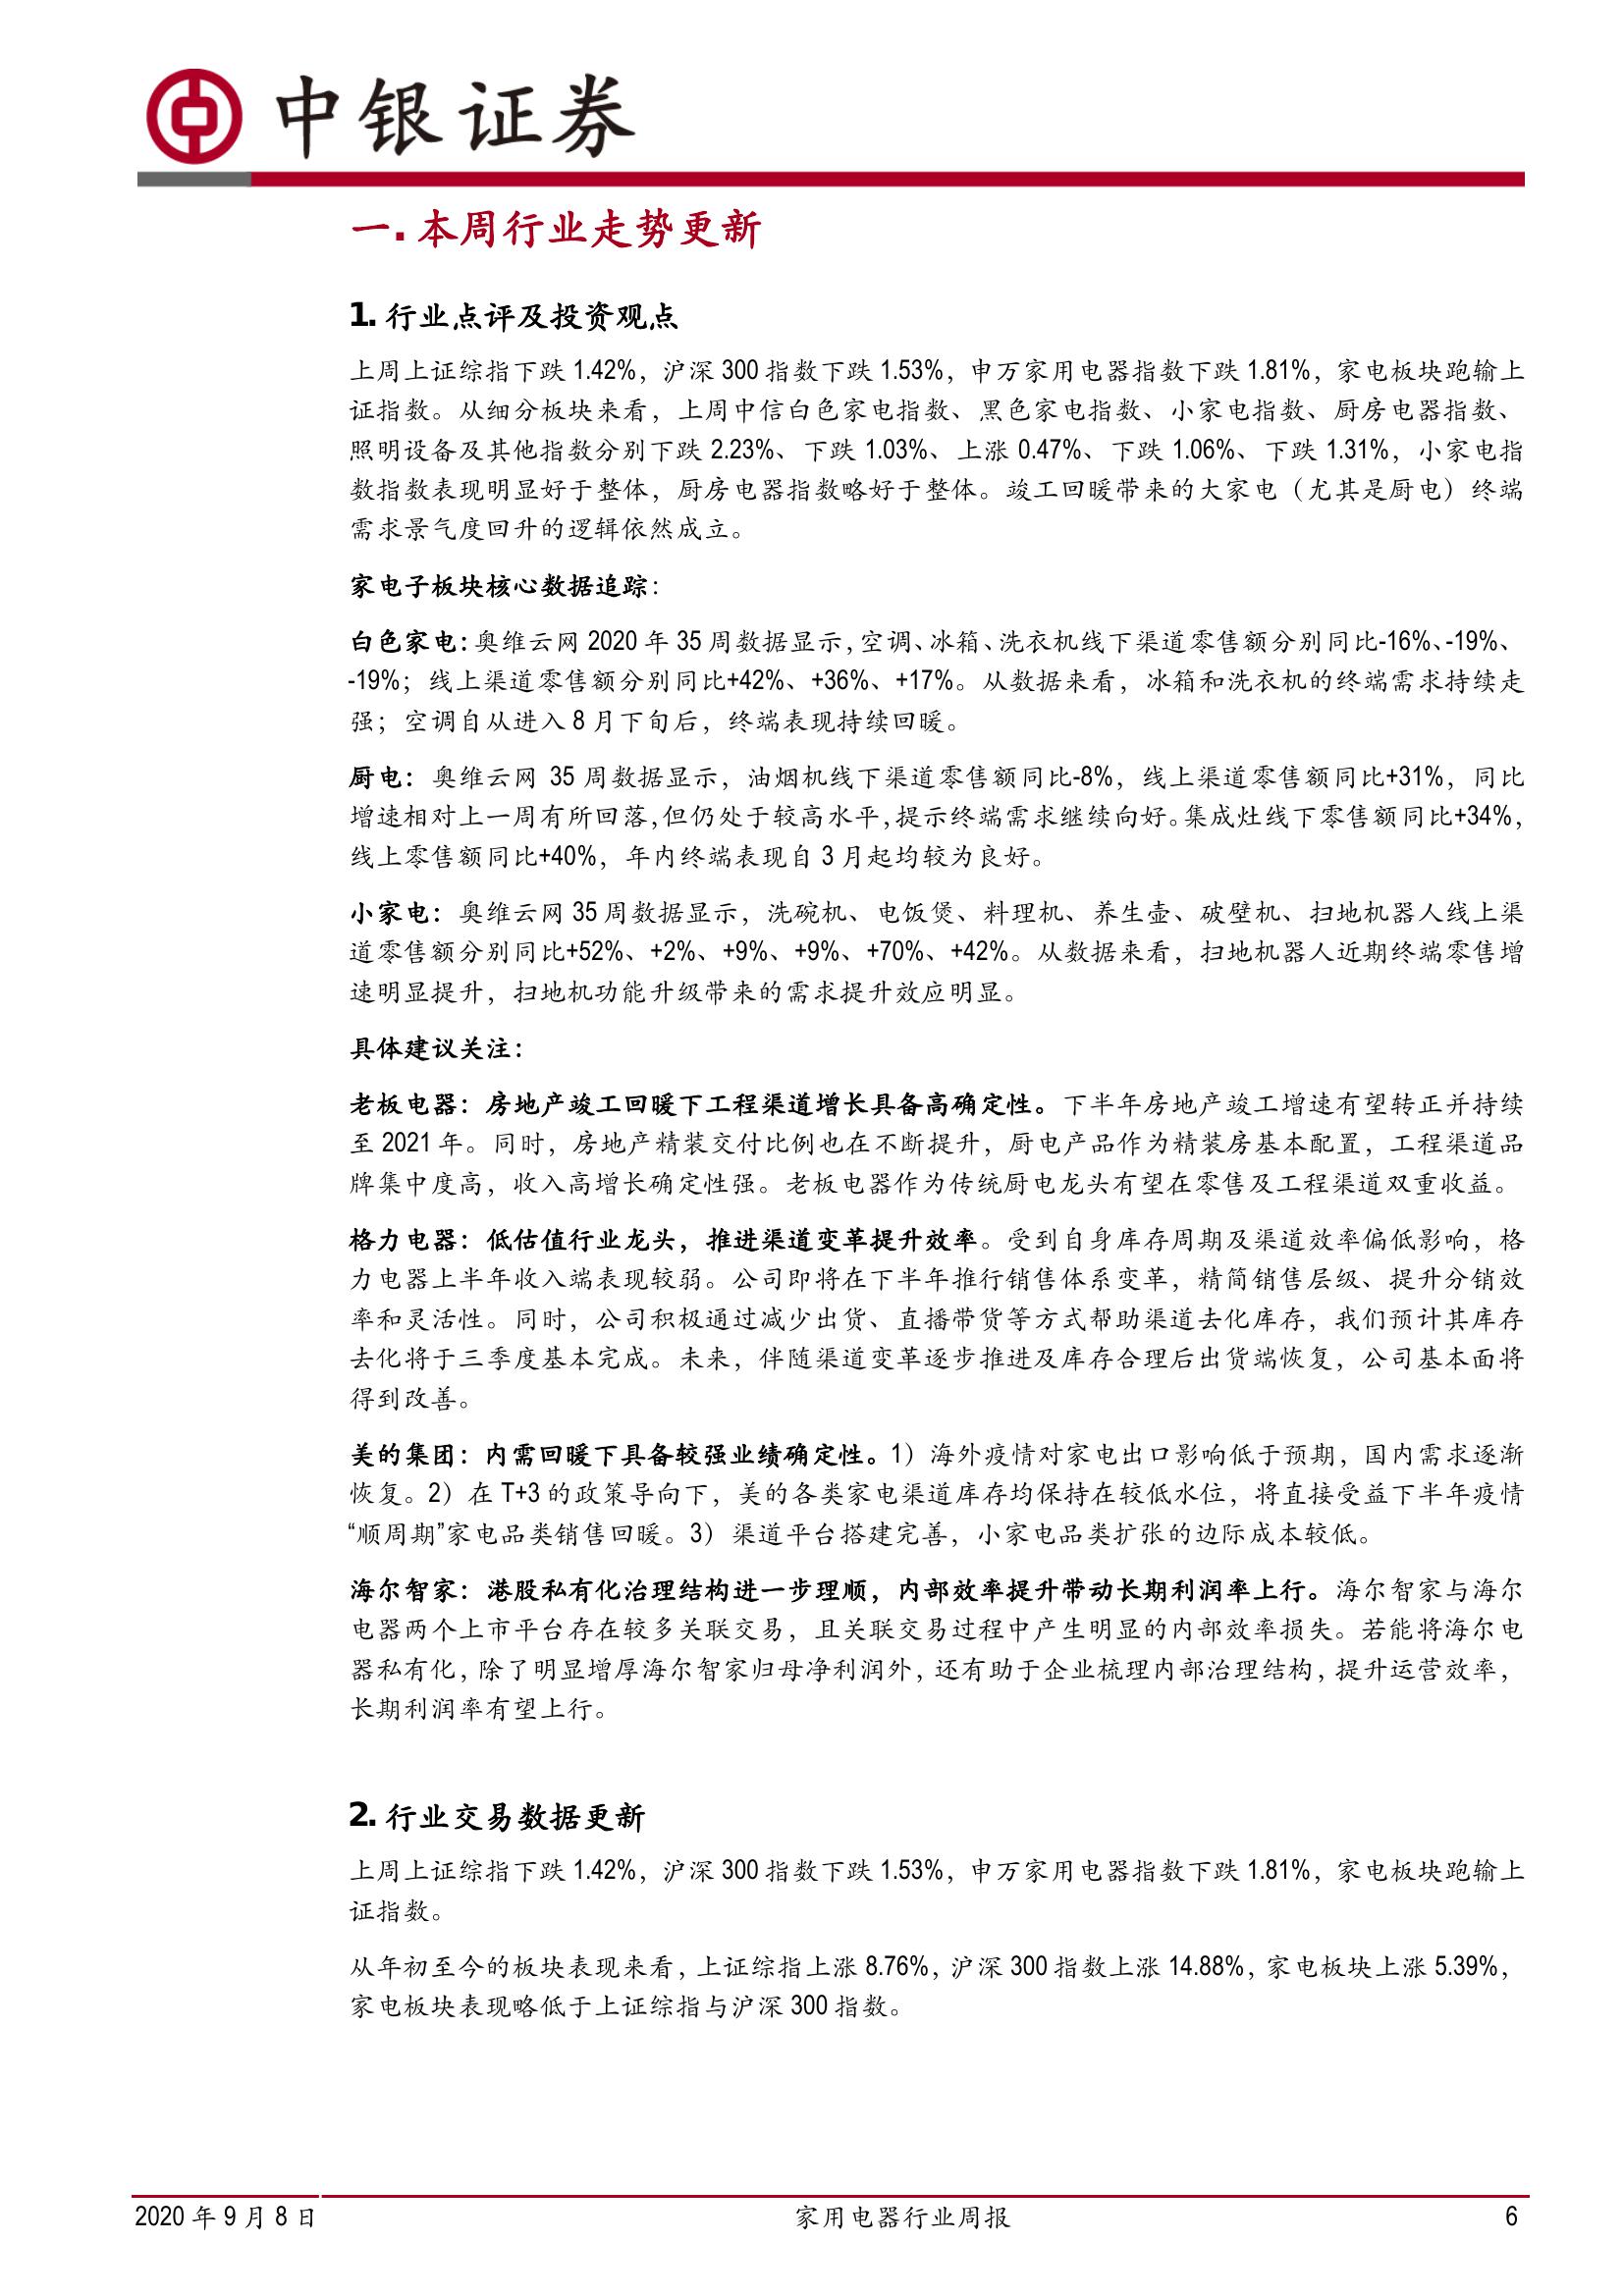 中银证券
一. 本周行业走势更新
1. 行业点评及投资观点
上周上证综指下跌 1.42%，沪深 300 指数下跌 1.53%，申万家用电器指数下跌 1.81%，家电板块跑输上
证指数。从细分板块来看，上周中信白色家电指数、黑色家电指数、小家电指数、厨房电器指数、
照明设备及其他指数分别下跌 2.23%、下跌 1.03%、上涨 0.47%、下跌 1.06%、下跌 1.31%，小家电指
数指数表现明显好于整体，厨房电器指数略好于整体。竣工回暖带来的大家电（尤其是厨电）终端
需求景气度回升的逻辑依然成立。
家电子板块核心数据追踪：
白色家电：奥维云网 2020 年 35 周数据显示，空调、冰箱、洗衣机线下渠道零售额分别同比-16%、-19%、
-19%；线上渠道零售额分别同比+42%、+36%、+17%。从数据来看，冰箱和洗衣机的终端需求持续走
强；空调自从进入 8 月下旬后，终端表现持续回暖。
厨电：奥维云网 35 周数据显示，油烟机线下渠道零售额同比-8%，线上渠道零售额同比+31%，同比
增速相对上一周有所回落，但仍处于较高水平，提示终端需求继续向好。集成灶线下零售额同比+34%，
线上零售额同比+40%，年内终端表现自 3 月起均较为良好。
小家电：奥维云网 35 周数据显示，洗碗机、电饭煲、料理机、养生壶、破壁机、扫地机器人线上渠
道零售额分别同比+52%、+2%、+9%、+9%、+70%、+42%。从数据来看，扫地机器人近期终端零售增
速明显提升，扫地机功能升级带来的需求提升效应明显。
具体建议关注：
老板电器：房地产竣工回暖下工程渠道增长具备高确定性。下半年房地产竣工增速有望转正并持续
至 2021 年。同时，房地产精装交付比例也在不断提升，厨电产品作为精装房基本配置，工程渠道品
牌集中度高，收入高增长确定性强。老板电器作为传统厨电龙头有望在零售及工程渠道双重收益。
格力电器：低估值行业龙头，推进渠道变革提升效率。受到自身库存周期及渠道效率偏低影响，格
力电器上半年收入端表现较弱。公司即将在下半年推行销售体系变革，精简销售层级、提升分销效
率和灵活性。同时，公司积极通过减少出货、直播带货等方式帮助渠道去化库存，我们预计其库存
去化将于三季度基本完成。未来，伴随渠道变革逐步推进及库存合理后出货端恢复，公司基本面将
得到改善。
美的集团：内需回暖下具备较强业绩确定性。1）海外疫情对家电出口影响低于预期，国内需求逐渐
恢复。2）在 T+3 的政策导向下，美的各类家电渠道库存均保持在较低水位，将直接受益下半年疫情
“顺周期”家电品类销售回暖。3）渠道平台搭建完善，小家电品类扩张的边际成本较低。
海尔智家：港股私有化治理结构进一步理顺，内部效率提升带动长期利润率上行。海尔智家与海尔
电器两个上市平台存在较多关联交易，且关联交易过程中产生明显的内部效率损失。若能将海尔电
器私有化，除了明显增厚海尔智家归母净利润外，还有助于企业梳理内部治理结构，提升运营效率，
长期利润率有望上行。
2. 行业交易数据更新
上周上证综指下跌 1.42%，沪深 300 指数下跌 1.53%，申万家用电器指数下跌 1.81%，家电板块跑输上
证指数。
从年初至今的板块表现来看，上证综指上涨 8.76%，沪深 300 指数上涨 14.88%，家电板块上涨 5.39%，
家电板块表现略低于上证综指与沪深 300 指数。
2020 年 9 月 8 日 家用电器行业周报 6